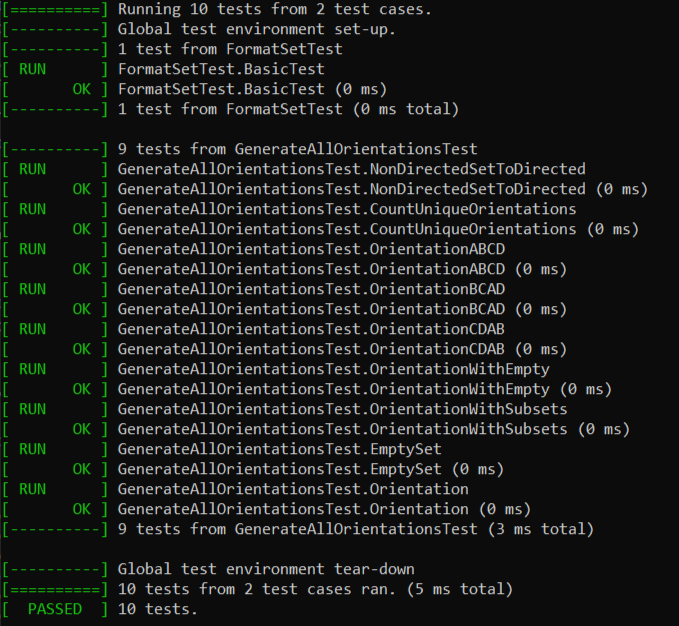 [==========] Running 10 tests from 2 test cases.
[----------] Global test environment set-up.
[----------] 1 test from FormatSetTest
[ RUN      ] FormatSetTest.BasicTest
[       OK ] FormatSetTest.BasicTest (0 ms)
[----------] 1 test from FormatSetTest (0 ms total)

[----------] 9 tests from GenerateAllOrientationsTest
[ RUN      ] GenerateAllOrientationsTest.NonDirectedSetToDirected
[       OK ] GenerateAllOrientationsTest.NonDirectedSetToDirected (0 ms)
[ RUN      ] GenerateAllOrientationsTest.CountUniqueOrientations
[       OK ] GenerateAllOrientationsTest.CountUniqueOrientations (0 ms)
[ RUN      ] GenerateAllOrientationsTest.OrientationABCD
[       OK ] GenerateAllOrientationsTest.OrientationABCD (0 ms)
[ RUN      ] GenerateAllOrientationsTest.OrientationBCAD
[       OK ] GenerateAllOrientationsTest.OrientationBCAD (0 ms)
[ RUN      ] GenerateAllOrientationsTest.OrientationCDAB
[       OK ] GenerateAllOrientationsTest.OrientationCDAB (0 ms)
[ RUN      ] GenerateAllOrientationsTest.OrientationWithEmpty
[       OK ] GenerateAllOrientationsTest.OrientationWithEmpty (0 ms)
[ RUN      ] GenerateAllOrientationsTest.OrientationWithSubsets
[       OK ] GenerateAllOrientationsTest.OrientationWithSubsets (0 ms)
[ RUN      ] GenerateAllOrientationsTest.EmptySet
[       OK ] GenerateAllOrientationsTest.EmptySet (0 ms)
[ RUN      ] GenerateAllOrientationsTest.Orientation
[       OK ] GenerateAllOrientationsTest.Orientation (0 ms)
[----------] 9 tests from GenerateAllOrientationsTest (3 ms total)

[----------] Global test environment tear-down
[==========] 10 tests from 2 test cases ran. (5 ms total)
[  PASSED  ] 10 tests.